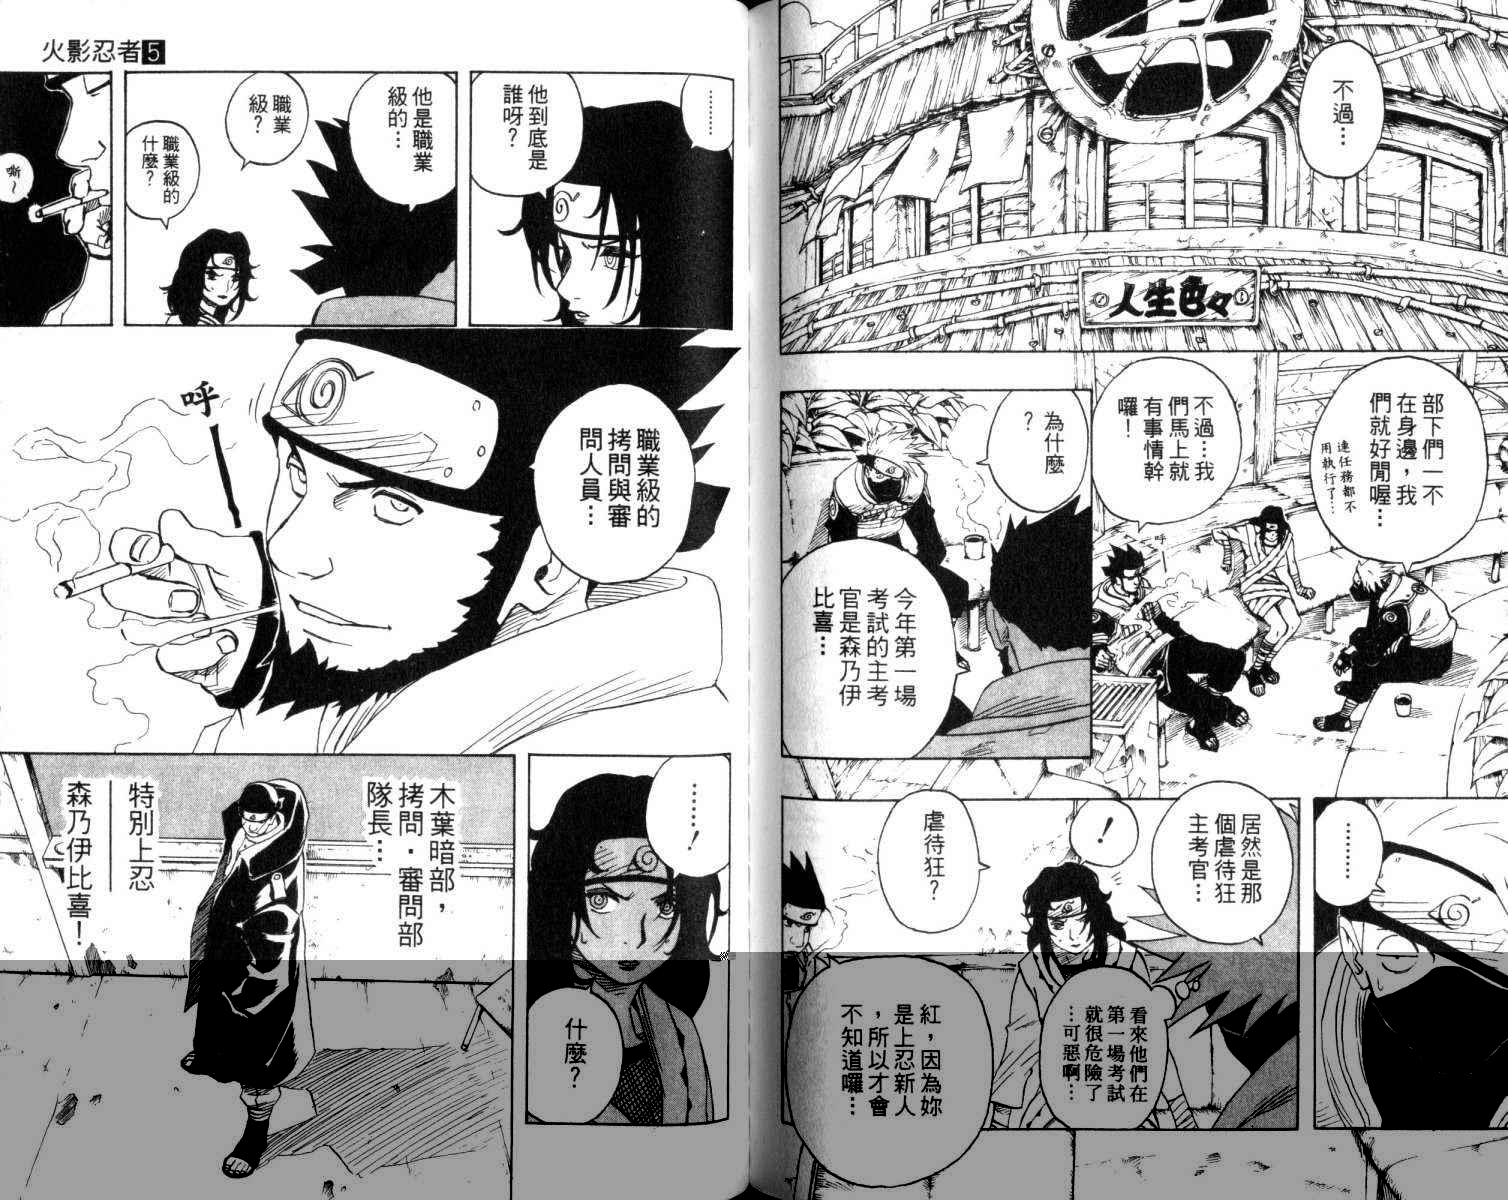 不過…
人生色々
部下們一不
在身邊，我
們就好閒喔…
連任務都不
用執行了…
不過…我
們馬上就
有事情幹
囉！
呼
為什麼
？
今年第一場
考試的主考
官是森乃伊
比喜…
………
居然是那
個虐待狂
主考官…
！
虐待狂？
看來他們在
第一場考試
就很危險了
…可惡啊…
紅，因為妳
是上忍新人
，所以才會
不知道囉…
火影忍者5
………
他到底是
誰呀？
他是職業
級的…
職業
級？
職業級的
什麼？
嘶～
呼
職業級的
拷問與審
問人員…
……！
什麼？
木葉暗部，
拷問・審問部
隊長…
特別上忍
——
森乃伊比喜！